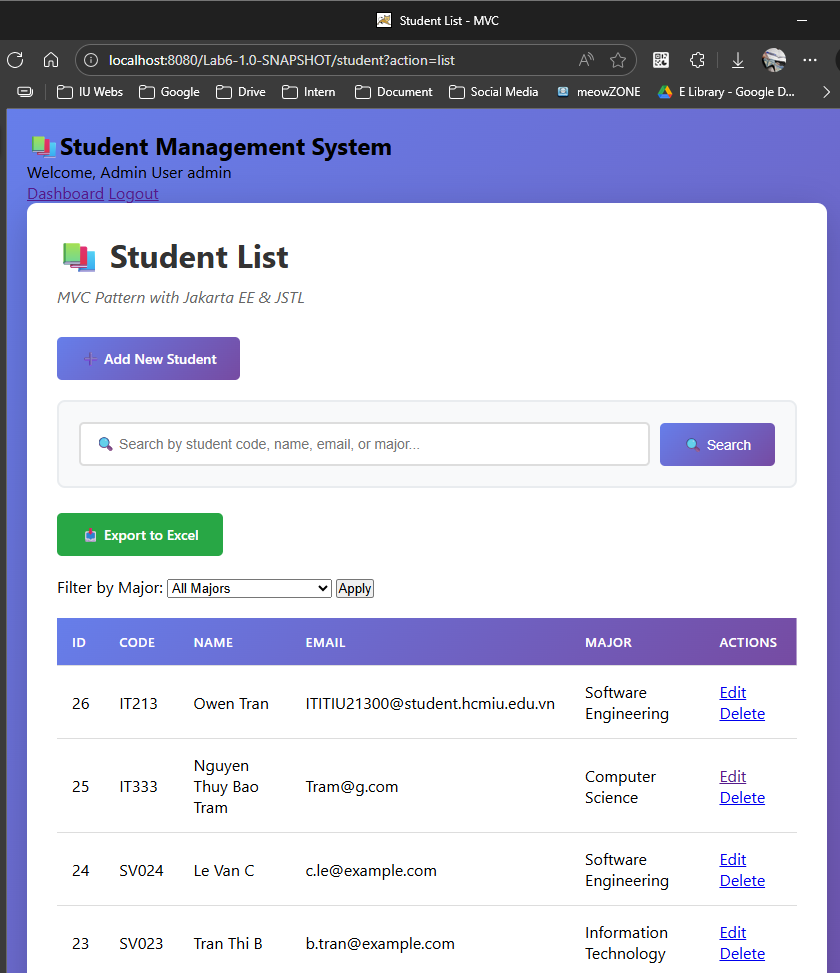 Student List - MVC
localhost:8080/Lab6-1.0-SNAPSHOT/student?action=list
IU Webs Google Drive Intern Document Social Media meowZONE E Library - Google D...
Student Management System
Welcome, Admin User admin
Dashboard Logout
Student List
MVC Pattern with Jakarta EE & JSTL
Add New Student
Search by student code, name, email, or major...
Search
Export to Excel
Filter by Major: All Majors Apply
ID CODE NAME EMAIL MAJOR ACTIONS
26 IT213 Owen Tran ITITIU21300@student.hcmiu.edu.vn Software Engineering Edit Delete
25 IT333 Nguyen Thuy Bao Tram Tram@g.com Computer Science Edit Delete
24 SV024 Le Van C c.le@example.com Software Engineering Edit Delete
23 SV023 Tran Thi B b.tran@example.com Information Technology Edit Delete